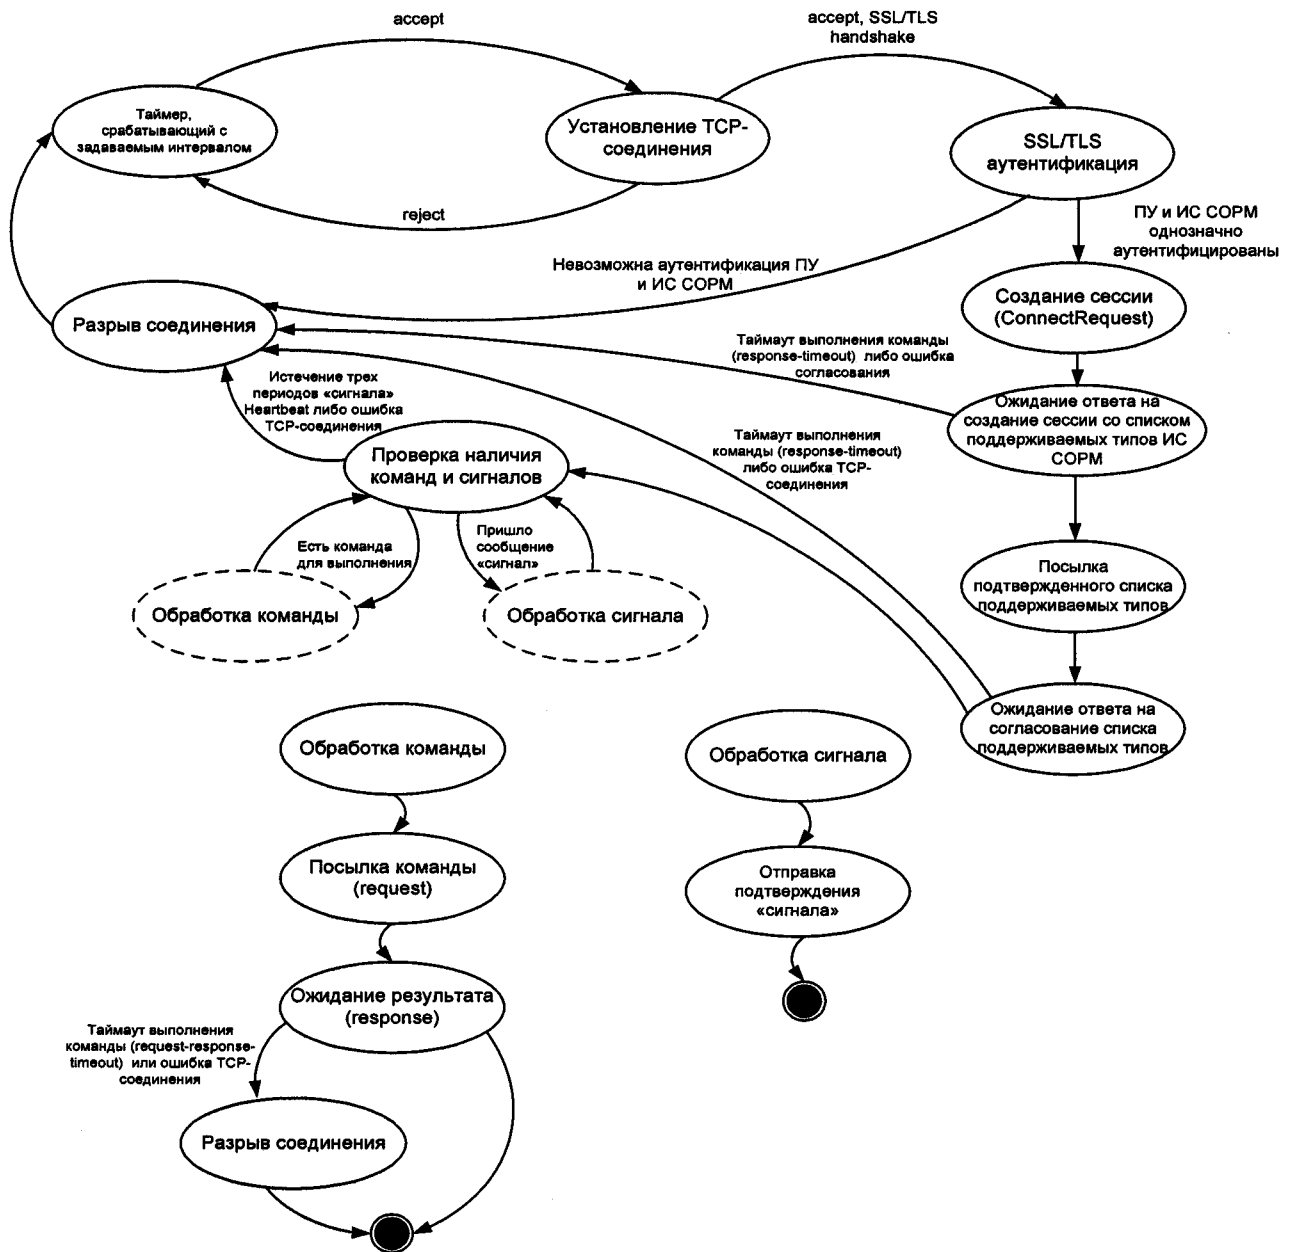 accept
accept, SSL/TLS
handshake
Таймер,
срабатывающий с
задаваемым интервалом
Установление TCP-
соединения
SSL/TLS
аутентификация
reject
ПУ и ИС СОРМ
однозначно
аутентифицированы
Невозможна аутентификация ПУ
и ИС СОРМ
Создание сессии
(ConnectRequest)
Разрыв соединения
Таймаут выполнения команды
(response-timeout) либо ошибка
согласования
Истечение трех
периодов «сигнала»
Heartbeat либо ошибка
TCP-соединения
Ожидание ответа на
создание сессии со списком
поддерживаемых типов ИС
СОРМ
Таймаут выполнения
команды (response-timeout)
либо ошибка TCP-
соединения
Проверка наличия
команд и сигналов
Есть команда
для выполнения
Пришло
сообщение
«сигнал»
Посылка
подтвержденного списка
поддерживаемых типов
Обработка команды
Обработка сигнала
Ожидание ответа на
согласование списка
поддерживаемых типов
Обработка команды
Обработка сигнала
Посылка команды
(request)
Отправка
подтверждения
«сигнала»
Ожидание результата
(response)
Таймаут выполнения
команды (request-response-
timeout) или ошибка TCP-
соединения
Разрыв соединения